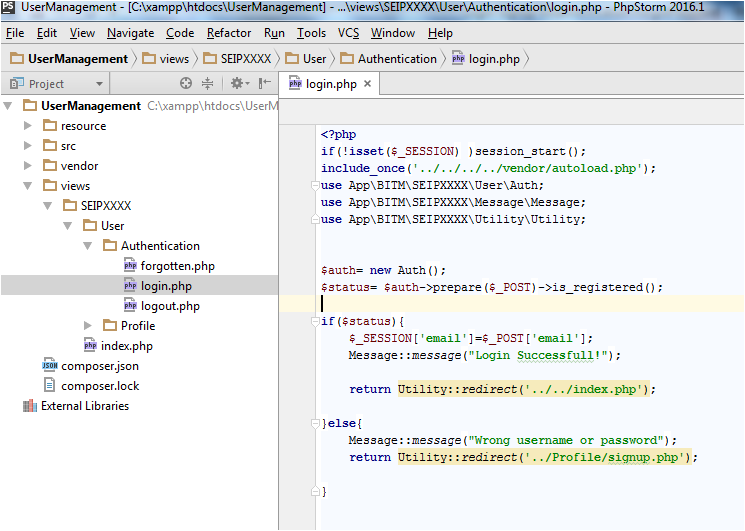 PS UserManagement - [C:\xampp\htdocs\UserManagement] - ...\views\SEIPXXXX\User\Authentication\login.php - PhpStorm 2016.1
File Edit View Navigate Code Refactor Run Tools VCS Window Help
UserManagement views SEIPXXXX User Authentication login.php
Project
login.php
UserManagement C:\xampp\htdocs\UserM
resource
src
vendor
views
SEIPXXXX
User
Authentication
php forgotten.php
php login.php
php logout.php
Profile
php index.php
JSON composer.json
composer.lock
External Libraries
<?php
if(!isset($_SESSION) )session_start();
include_once('../../../../vendor/autoload.php');
use App\BITM\SEIPXXXX\User\Auth;
use App\BITM\SEIPXXXX\Message\Message;
use App\BITM\SEIPXXXX\Utility\Utility;
$auth= new Auth();
$status= $auth->prepare($_POST)->is_registered();
if($status){
$_SESSION['email']=$_POST['email'];
Message::message("Login Successfull!");
return Utility::redirect('../../index.php');
}else{
Message::message("Wrong username or password");
return Utility::redirect('../Profile/signup.php');
}